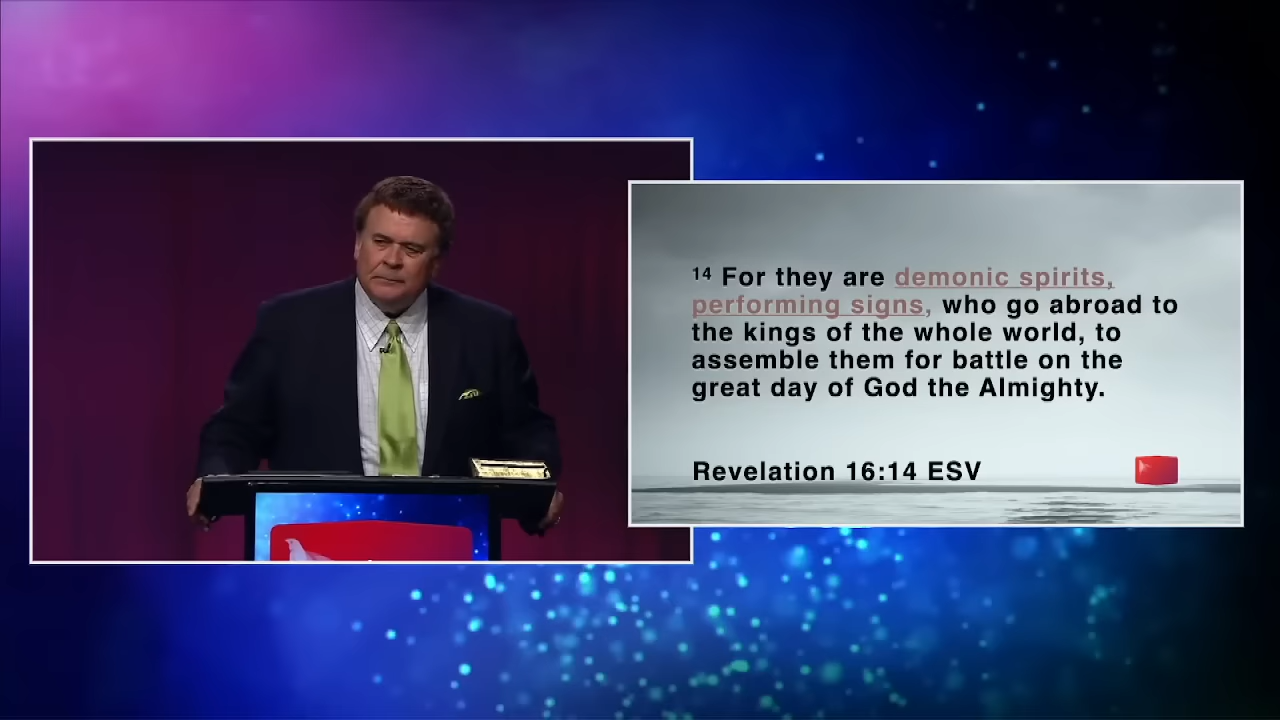 14 For they are demonic spirits,
performing signs, who go abroad to
the kings of the whole world, to
assemble them for battle on the
great day of God the Almighty.
Revelation 16:14 ESV